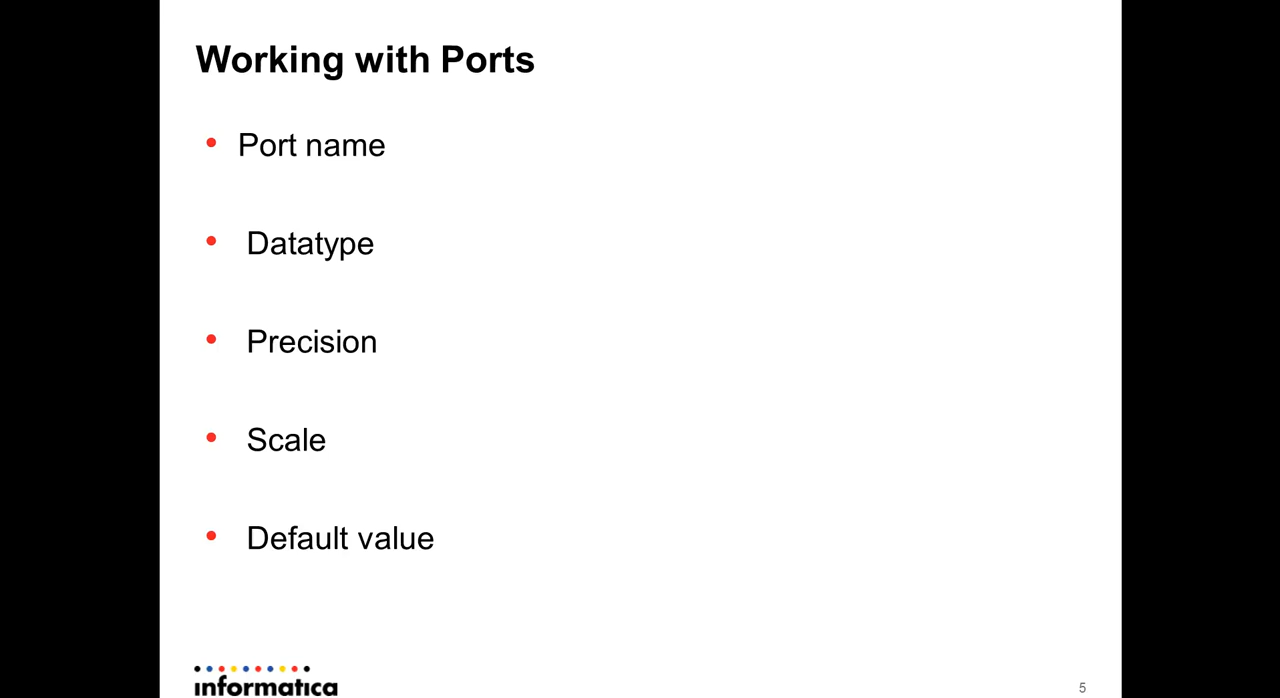 Working with Ports
• Port name
• Datatype
• Precision
• Scale
• Default value
informatica
5